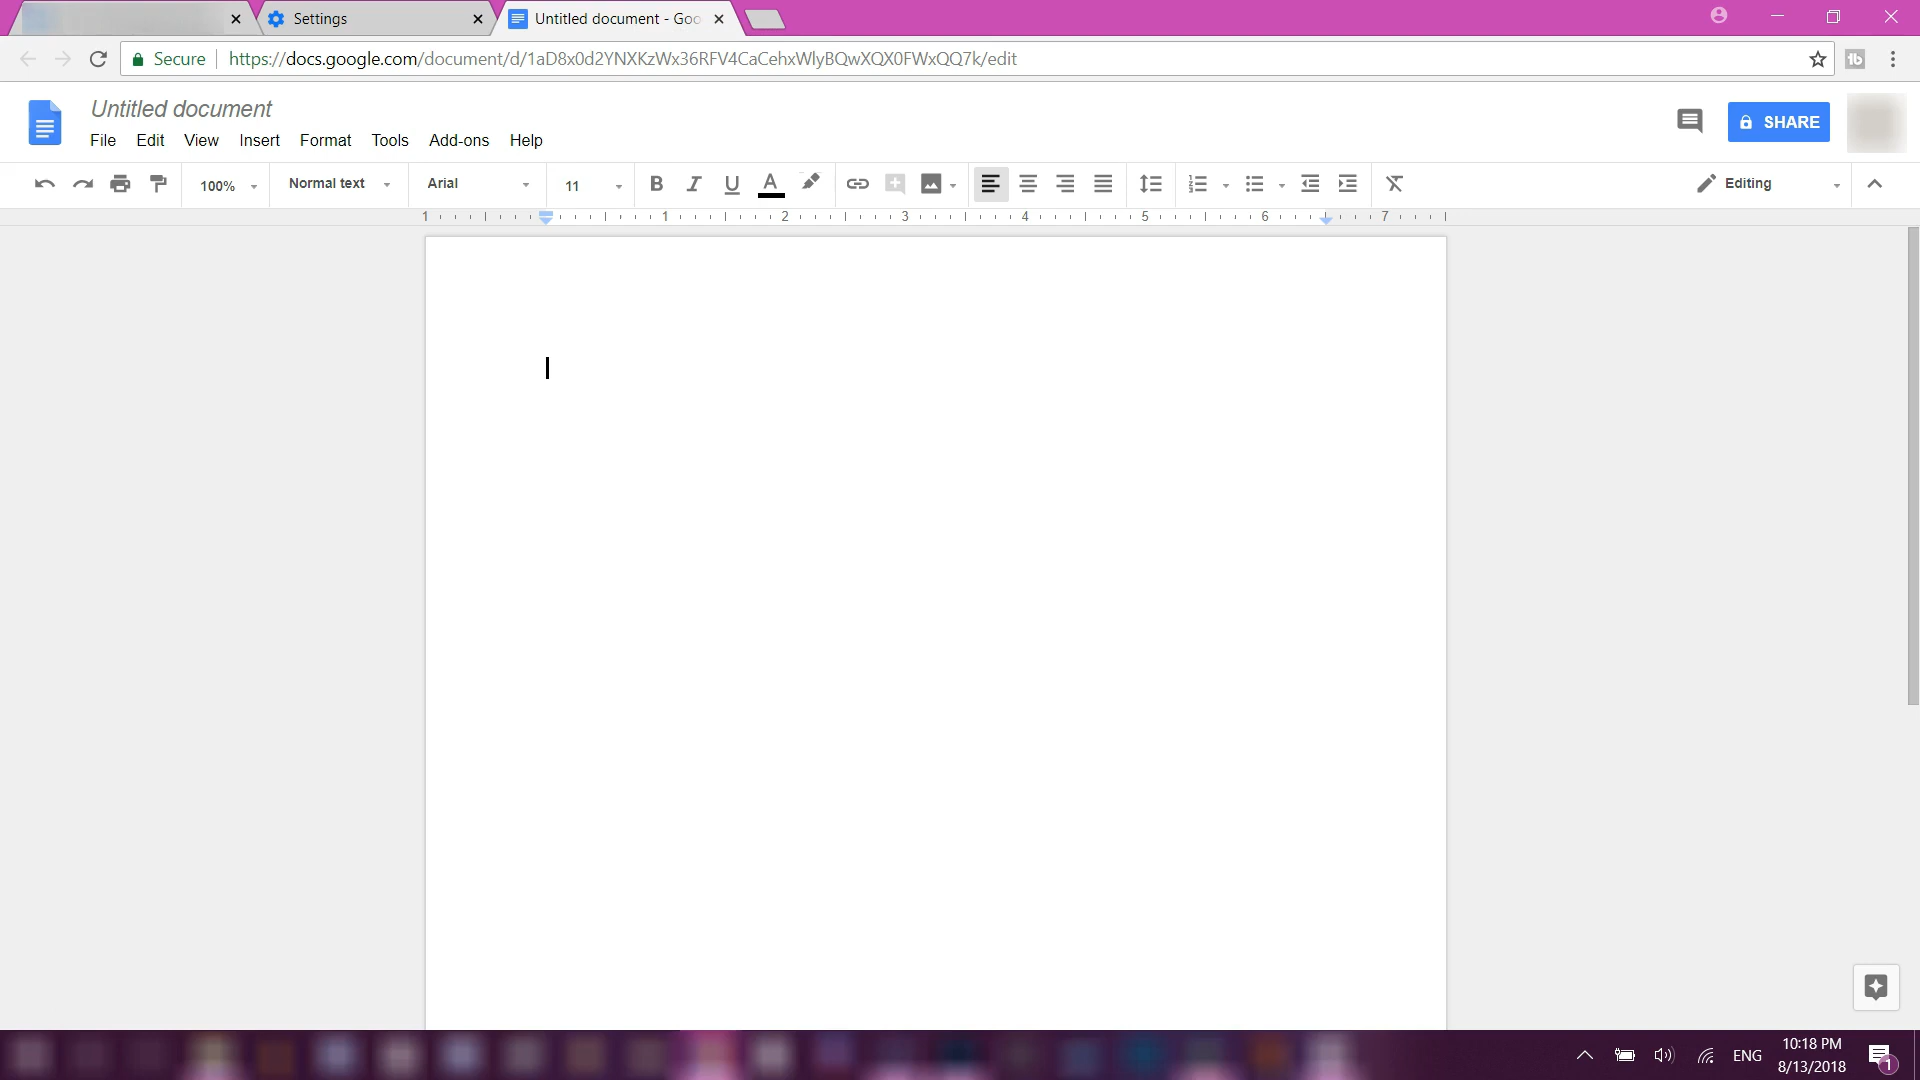 Settings
Untitled document - Goo
Secure
https://docs.google.com/document/d/1aD8x0d2YNXKzWx36RFV4CaCehxWlyBQwXQX0FWxQQ7k/edit
Untitled document
SHARE
File Edit View Insert Format Tools Add-ons Help
100% Normal text Arial 11 Editing
1 1 2 3 4 5 6 7
10:18 PM
ENG
8/13/2018
1